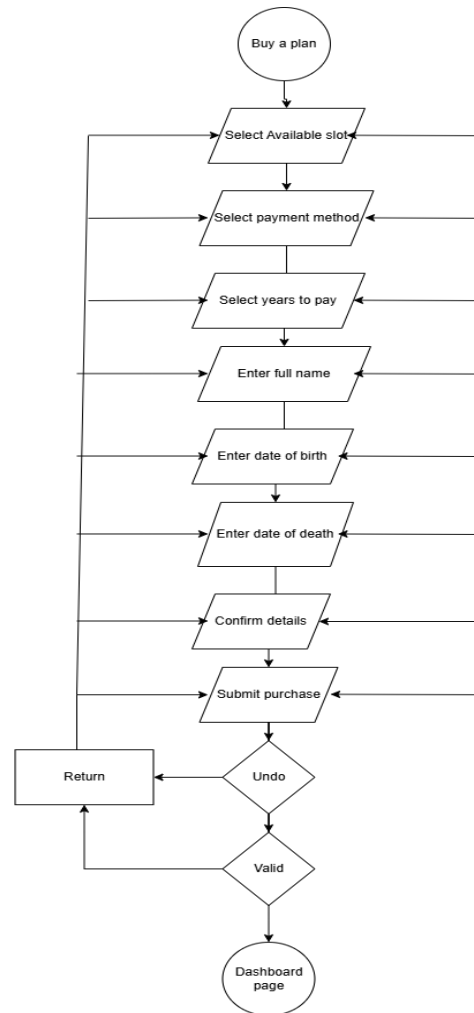 Buy a plan
Select Available slot
Select payment method
Select years to pay
Enter full name
Enter date of birth
Enter date of death
Confirm details
Submit purchase
Return
Undo
Valid
Dashboard
page